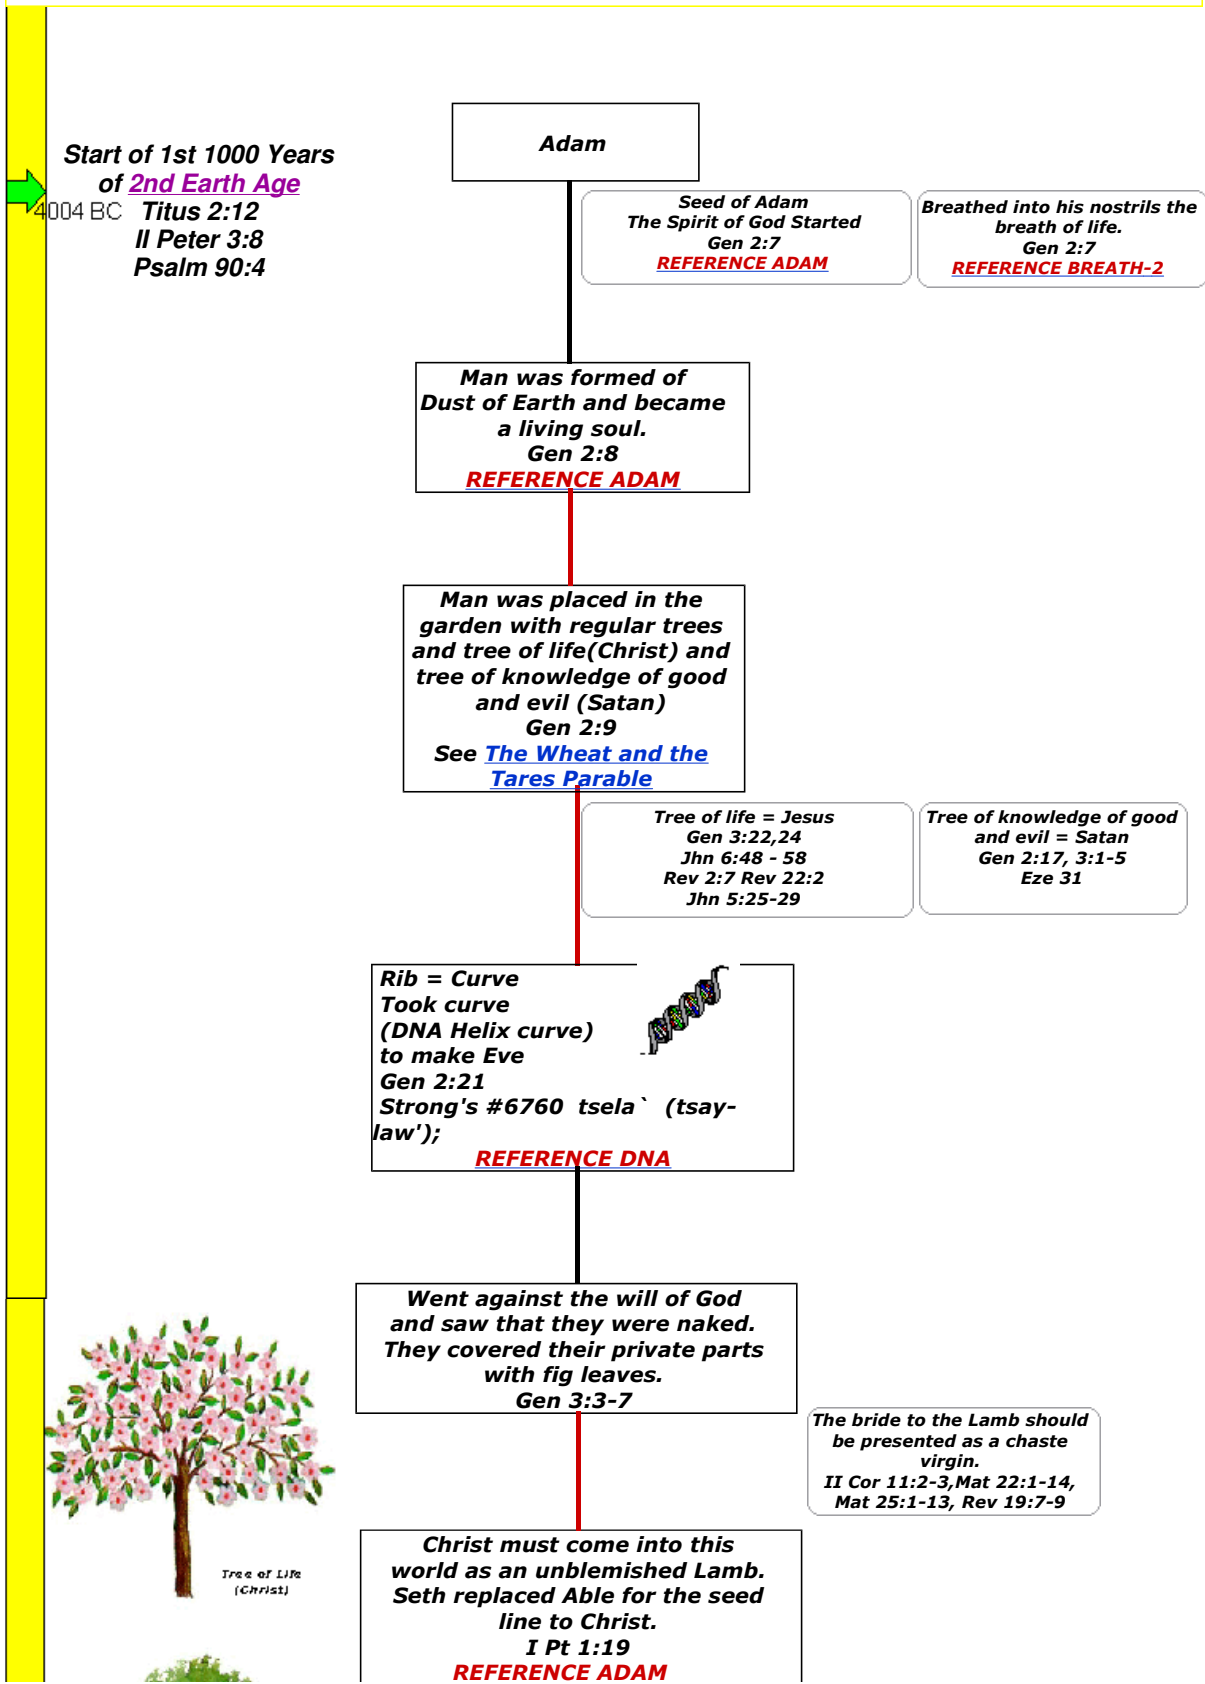 Adam
Start of 1st 1000 Years
of 2nd Earth Age
4004 BC
Titus 2:12
II Peter 3:8
Psalm 90:4
Seed of Adam
The Spirit of God Started
Gen 2:7
REFERENCE ADAM
Breathed into his nostrils the
breath of life.
Gen 2:7
REFERENCE BREATH-2
Man was formed of
Dust of Earth and became
a living soul.
Gen 2:8
REFERENCE ADAM
Man was placed in the
garden with regular trees
and tree of life(Christ) and
tree of knowledge of good
and evil (Satan)
Gen 2:9
See The Wheat and the
Tares Parable
Tree of life = Jesus
Gen 3:22,24
Jhn 6:48 - 58
Rev 2:7 Rev 22:2
Jhn 5:25-29
Tree of knowledge of good
and evil = Satan
Gen 2:17, 3:1-5
Eze 31
Rib = Curve
Took curve
(DNA Helix curve)
to make Eve
Gen 2:21
Strong's #6760 tsela` (tsay-
law');
REFERENCE DNA
Went against the will of God
and saw that they were naked.
They covered their private parts
with fig leaves.
Gen 3:3-7
The bride to the Lamb should
be presented as a chaste
virgin.
II Cor 11:2-3,Mat 22:1-14,
Mat 25:1-13, Rev 19:7-9
Tree of Life
(Christ)
Christ must come into this
world as an unblemished Lamb.
Seth replaced Able for the seed
line to Christ.
I Pt 1:19
REFERENCE ADAM